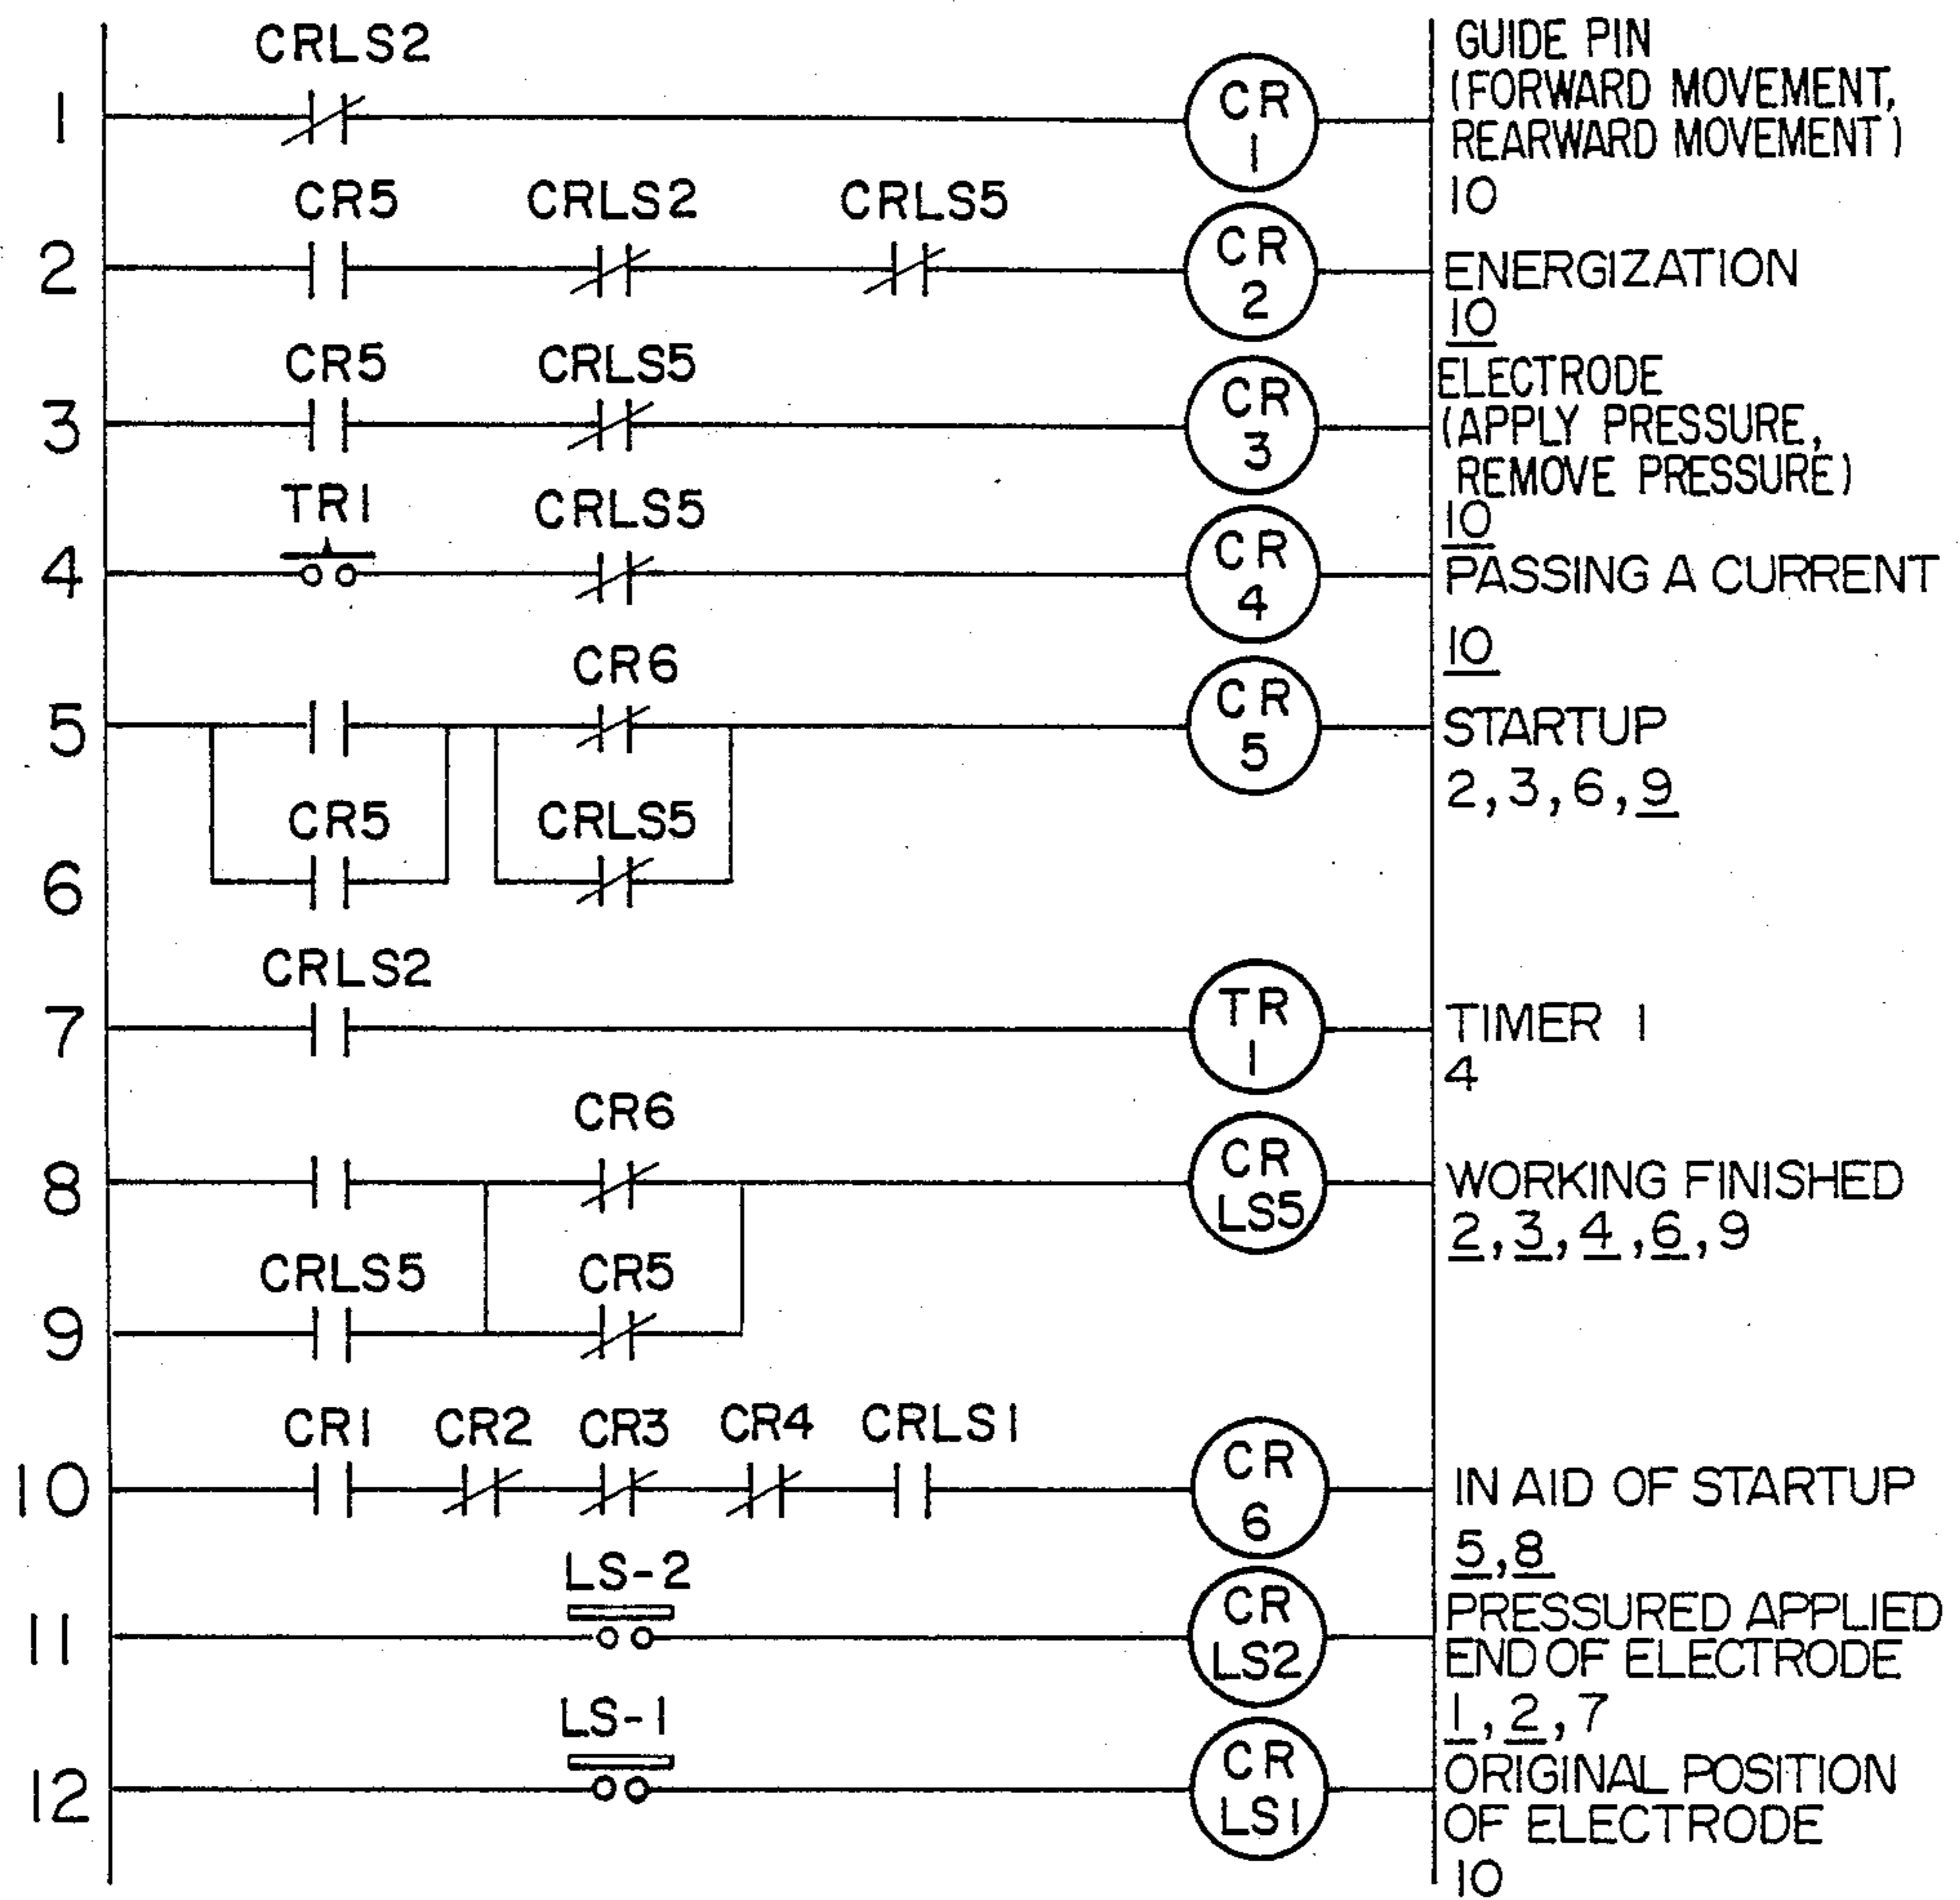 CRLS2
1
CR
1
GUIDE PIN
(FORWARD MOVEMENT,
REARWARD MOVEMENT)
10
CR5 CRLS2 CRLS5
2
CR
2
ENERGIZATION
10
CR5 CRLS5
3
CR
3
ELECTRODE
(APPLY PRESSURE,
REMOVE PRESSURE)
10
TR1 CRLS5
4
CR
4
PASSING A CURRENT
10
CR6
5
CR
5
STARTUP
2,3,6,9
CR5 CRLS5
6
CRLS2
7
TR
1
TIMER 1
4
CR6
8
CR
LS5
WORKING FINISHED
2,3,4,6,9
CRLS5 CR5
9
CR1 CR2 CR3 CR4 CRLS1
10
CR
6
IN AID OF STARTUP
5,8
LS-2
11
CR
LS2
PRESSURED APPLIED
END OF ELECTRODE
1,2,7
LS-1
12
CR
LS1
ORIGINAL POSITION
OF ELECTRODE
10